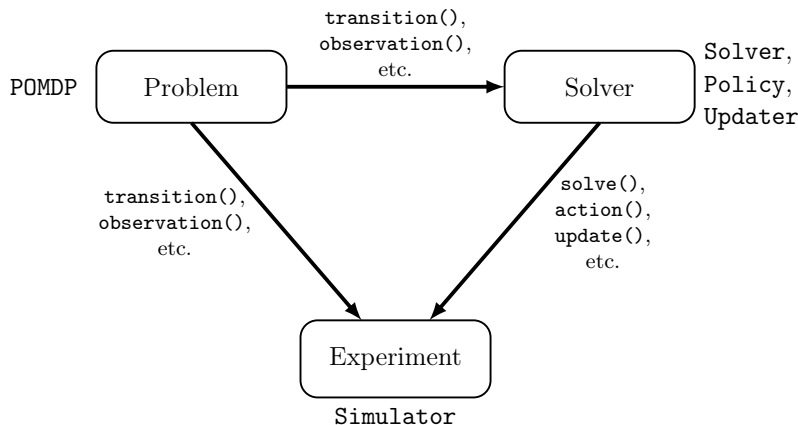 transition(),
observation(),
etc.
POMDP
Problem
Solver
Solver,
Policy,
Updater
transition(),
observation(),
etc.
solve(),
action(),
update(),
etc.
Experiment
Simulator